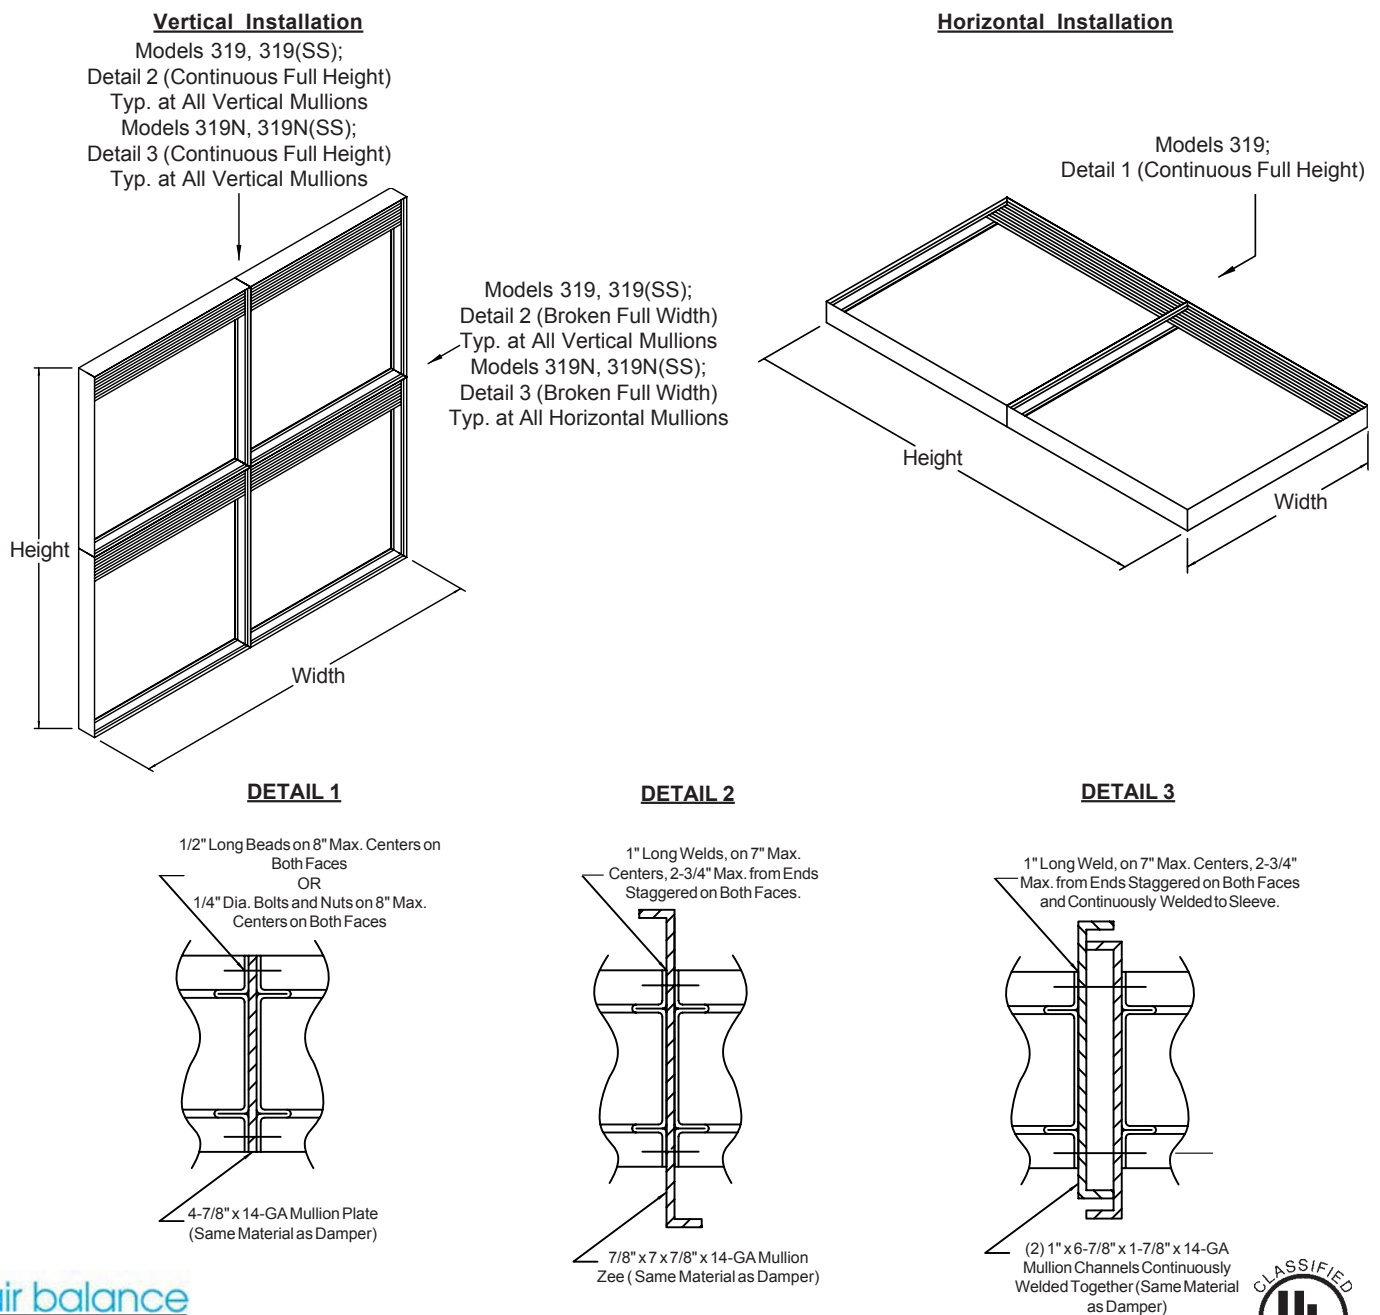 Vertical Installation
Models 319, 319(SS);
Detail 2 (Continuous Full Height)
Typ. at All Vertical Mullions
Models 319N, 319N(SS);
Detail 3 (Continuous Full Height)
Typ. at All Vertical Mullions
Horizontal Installation
Models 319;
Detail 1 (Continuous Full Height)
Models 319, 319(SS);
Detail 2 (Broken Full Width)
Typ. at All Vertical Mullions
Models 319N, 319N(SS);
Detail 3 (Broken Full Width)
Typ. at All Horizontal Mullions
Height
Width
Height
Width
DETAIL 1
1/2" Long Beads on 8" Max. Centers on
Both Faces
OR
1/4" Dia. Bolts and Nuts on 8" Max.
Centers on Both Faces
4-7/8" x 14-GA Mullion Plate
(Same Material as Damper)
DETAIL 2
1" Long Welds, on 7" Max.
Centers, 2-3/4" Max. from Ends
Staggered on Both Faces.
7/8" x 7 x 7/8" x 14-GA Mullion
Zee ( Same Material as Damper)
DETAIL 3
1" Long Weld, on 7" Max. Centers, 2-3/4"
Max. from Ends Staggered on Both Faces
and Continuously Welded to Sleeve.
(2) 1" x 6-7/8" x 1-7/8" x 14-GA
Mullion Channels Continuously
Welded Together (Same Material
as Damper)
air balance
CLASSIFIED